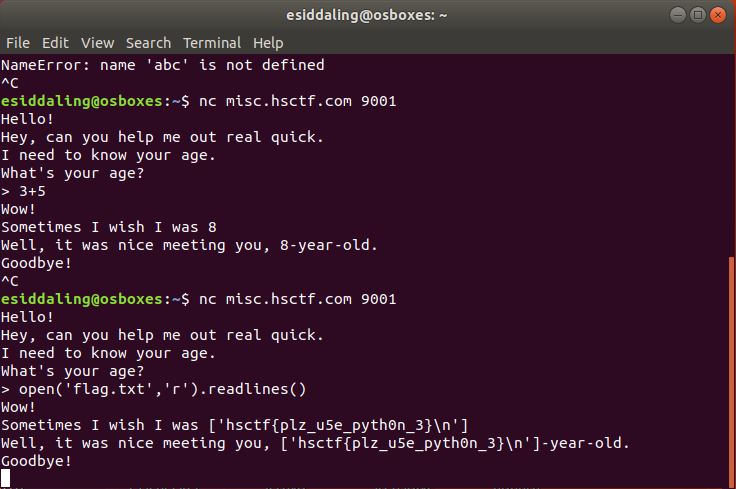 esiddaling@osboxes: ~
File Edit View Search Terminal Help
NameError: name 'abc' is not defined
^C
esiddaling@osboxes:~$ nc misc.hsctf.com 9001
Hello!
Hey, can you help me out real quick.
I need to know your age.
What's your age?
> 3+5
Wow!
Sometimes I wish I was 8
Well, it was nice meeting you, 8-year-old.
Goodbye!
^C
esiddaling@osboxes:~$ nc misc.hsctf.com 9001
Hello!
Hey, can you help me out real quick.
I need to know your age.
What's your age?
> open('flag.txt','r').readlines()
Wow!
Sometimes I wish I was ['hsctf{plz_u5e_pyth0n_3}\n']
Well, it was nice meeting you, ['hsctf{plz_u5e_pyth0n_3}\n']-year-old.
Goodbye!